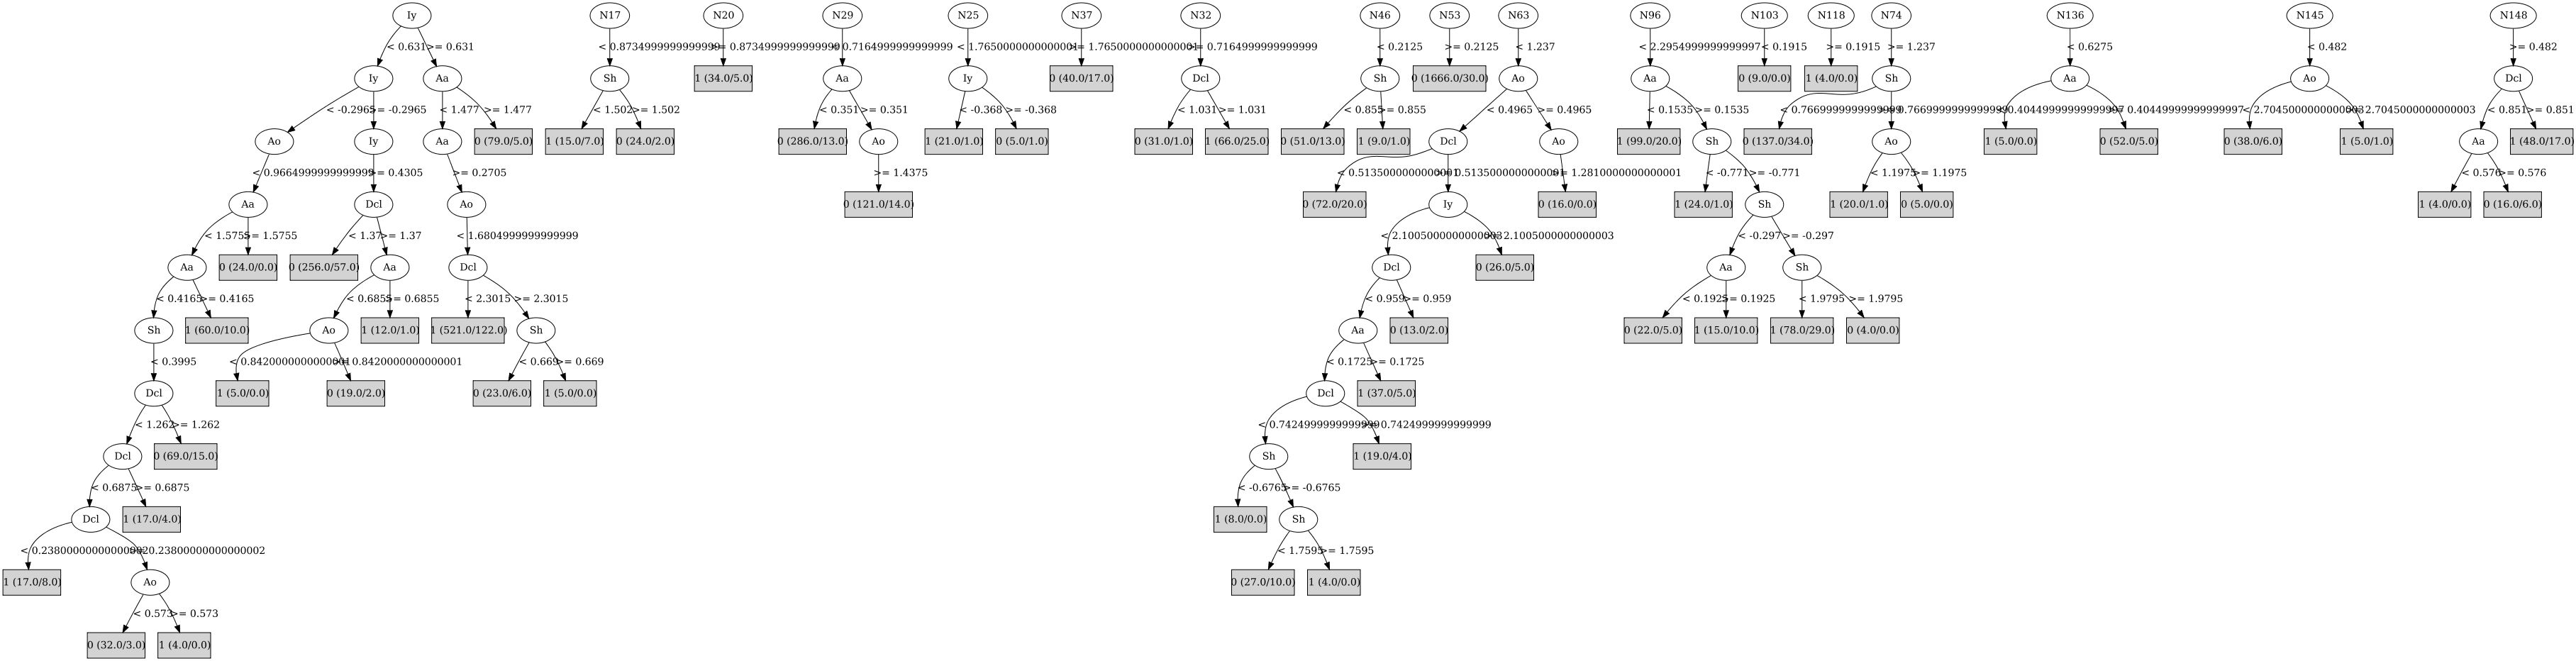 Iy N17 N20 N29 N25 N37 N32 N46 N53 N63 N96 N103 N118 N74 N136 N145 N148
< 0.631 >= 0.631 < 0.8734999999999999 >= 0.8734999999999999 < 0.7164999999999999 < 1.7650000000000001 >= 1.7650000000000001 >= 0.7164999999999999 < 0.2125 >= 0.2125 < 1.237 < 2.2954999999999997 < 0.1915 >= 0.1915 >= 1.237 < 0.6275 < 0.482 >= 0.482
Iy Aa Sh 1 (34.0/5.0) Aa Iy 0 (40.0/17.0) Dcl Sh 0 (1666.0/30.0) Ao Aa 0 (9.0/0.0) 1 (4.0/0.0) Sh Aa Ao Dcl
< -0.2965 >= -0.2965 < 1.477 >= 1.477 < 1.502 >= 1.502 < 0.351 >= 0.351 < -0.368 >= -0.368 < 1.031 >= 1.031 < 0.855 >= 0.855 < 0.4965 >= 0.4965 < 0.1535 >= 0.1535 < 0.7669999999999999 >= 0.7669999999999999 < 0.40449999999999997 >= 0.40449999999999997 < 2.7045000000000003 >= 2.7045000000000003 < 0.851 >= 0.851
Ao Iy Aa 0 (79.0/5.0) 1 (15.0/7.0) 0 (24.0/2.0) 0 (286.0/13.0) Ao 1 (21.0/1.0) 0 (5.0/1.0) 0 (31.0/1.0) 1 (66.0/25.0) 0 (51.0/13.0) 1 (9.0/1.0) Dcl Ao 1 (99.0/20.0) Sh 0 (137.0/34.0) Ao 1 (5.0/0.0) 0 (52.0/5.0) 0 (38.0/6.0) 1 (5.0/1.0) Aa 1 (48.0/17.0)
< 0.9664999999999999 >= 0.4305 >= 0.2705 >= 1.4375 < 0.5135000000000001 >= 0.5135000000000001 >= 1.2810000000000001 < -0.771 >= -0.771 < 1.1975 >= 1.1975 < 0.576 >= 0.576
Aa Dcl Ao 0 (121.0/14.0) 0 (72.0/20.0) Iy 0 (16.0/0.0) 1 (24.0/1.0) Sh 1 (20.0/1.0) 0 (5.0/0.0) 1 (4.0/0.0) 0 (16.0/6.0)
< 1.5755 >= 1.5755 < 1.37 >= 1.37 < 1.6804999999999999 < 2.1005000000000003 >= 2.1005000000000003 < -0.297 >= -0.297
Aa 0 (24.0/0.0) 0 (256.0/57.0) Aa Dcl Dcl 0 (26.0/5.0) Aa Sh
< 0.4165 >= 0.4165 < 0.6855 >= 0.6855 < 2.3015 >= 2.3015 < 0.959 >= 0.959 < 0.1925 >= 0.1925 < 1.9795 >= 1.9795
Sh 1 (60.0/10.0) Ao 1 (12.0/1.0) 1 (521.0/122.0) Sh Aa 0 (13.0/2.0) 0 (22.0/5.0) 1 (15.0/10.0) 1 (78.0/29.0) 0 (4.0/0.0)
< 0.3995 < 0.8420000000000001 >= 0.8420000000000001 < 0.669 >= 0.669 < 0.1725 >= 0.1725
Dcl 1 (5.0/0.0) 0 (19.0/2.0) 0 (23.0/6.0) 1 (5.0/0.0) Dcl 1 (37.0/5.0)
< 1.262 >= 1.262 < 0.7424999999999999 >= 0.7424999999999999
Dcl 0 (69.0/15.0) Sh 1 (19.0/4.0)
< 0.6875 >= 0.6875 < -0.6765 >= -0.6765
Dcl 1 (17.0/4.0) 1 (8.0/0.0) Sh
< 0.23800000000000002 >= 0.23800000000000002 < 1.7595 >= 1.7595
1 (17.0/8.0) Ao 0 (27.0/10.0) 1 (4.0/0.0)
< 0.573 >= 0.573
0 (32.0/3.0) 1 (4.0/0.0)